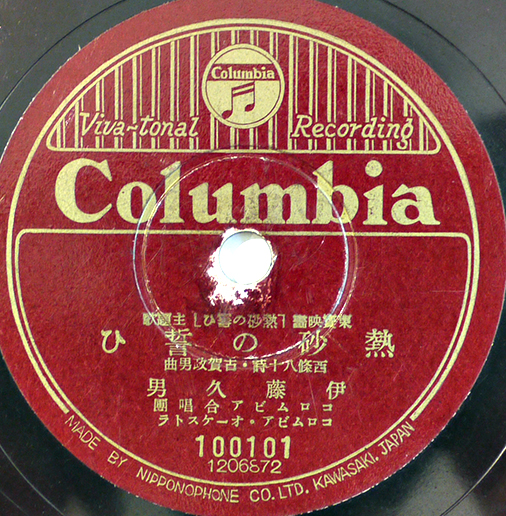 Columbia
Viva-tonal Recording
Columbia
東寶映畵「熱砂の誓ひ」主題歌
熱砂の誓ひ
西條八十詩・古賀政男曲
伊藤久男
コロムビア合唱團
コロムビア・オーケストラ
100101
1206872
MADE BY NIPPONOPHONE CO. LTD. KAWASAKI, JAPAN